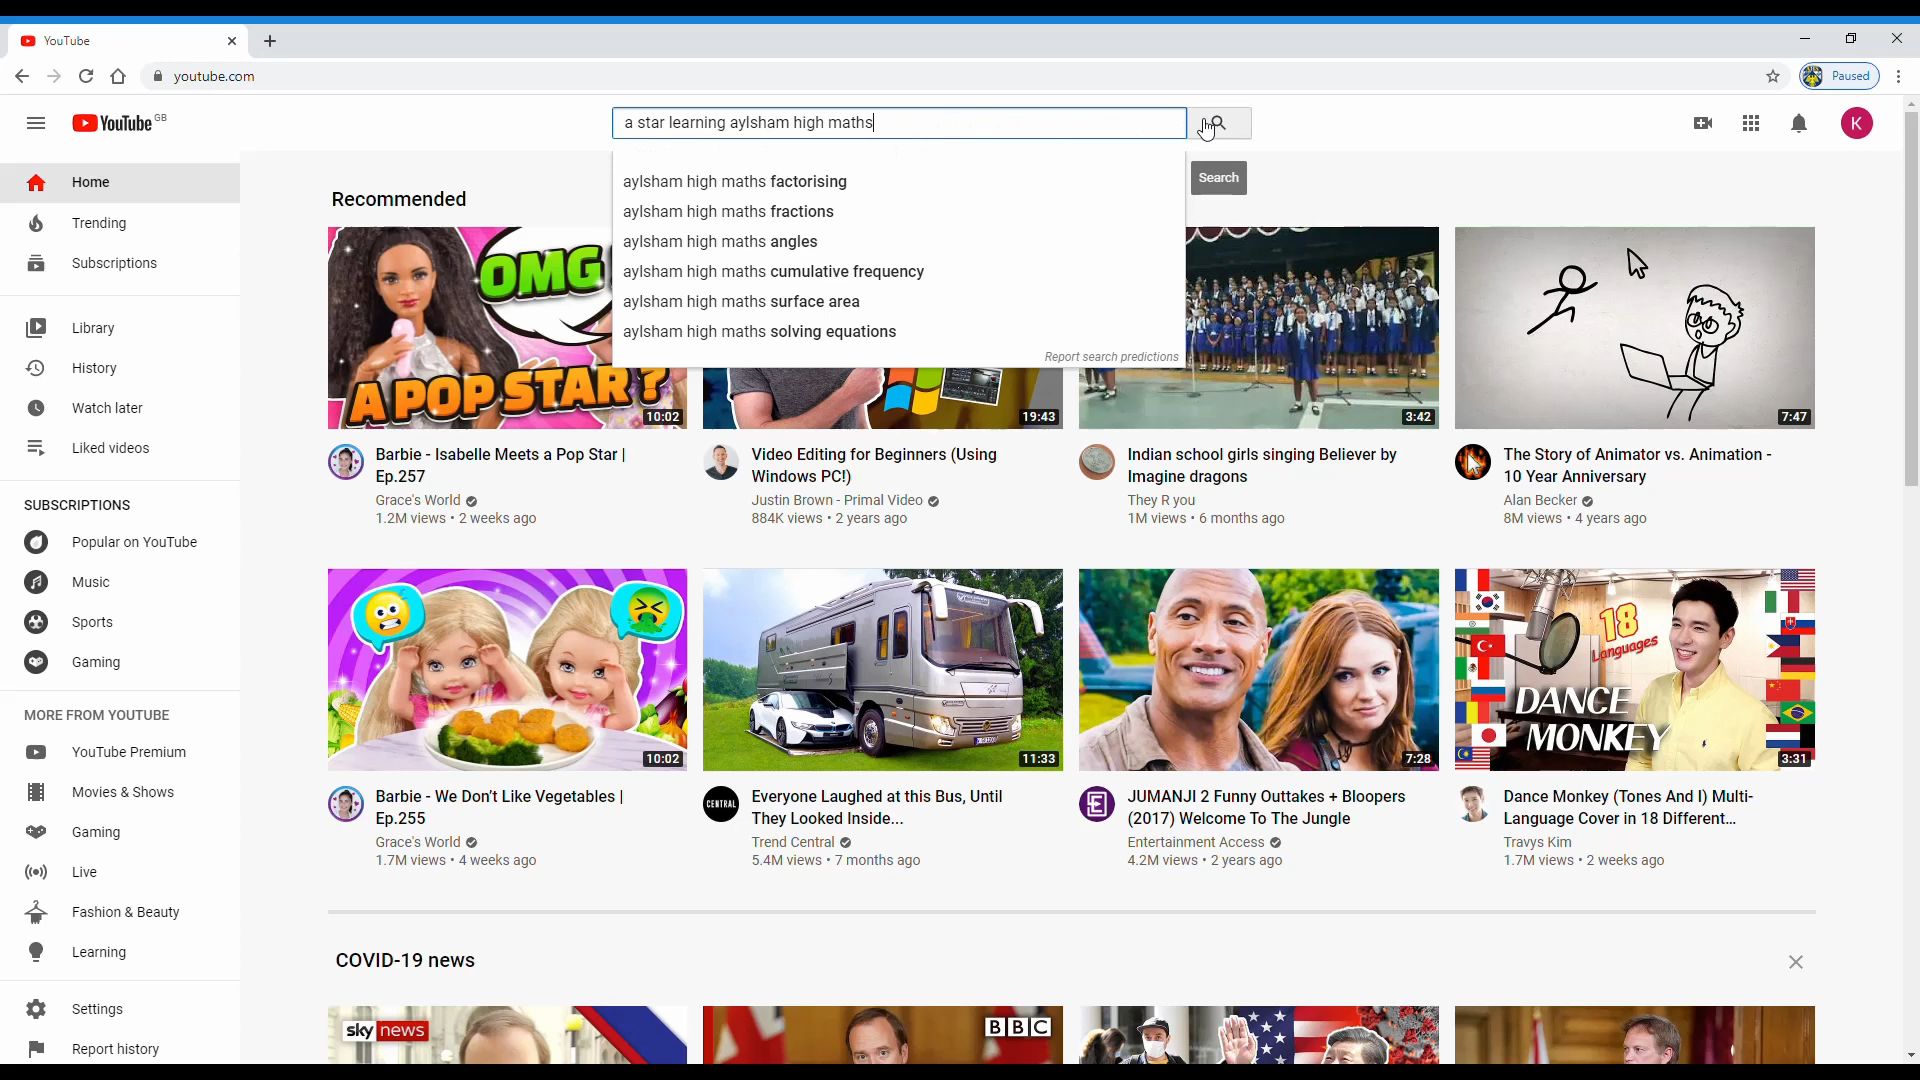 YouTube
youtube.com
Paused
YouTube GB
a star learning aylsham high maths
K
Search
aylsham high maths factorising
aylsham high maths fractions
aylsham high maths angles
aylsham high maths cumulative frequency
aylsham high maths surface area
aylsham high maths solving equations
Report search predictions
Home
Trending
Subscriptions
Library
History
Watch later
Liked videos
SUBSCRIPTIONS
Popular on YouTube
Music
Sports
Gaming
MORE FROM YOUTUBE
YouTube Premium
Movies & Shows
Gaming
Live
Fashion & Beauty
Learning
Settings
Report history
Recommended
OMG
A POP STAR?
10:02
19:43
3:42
7:47
Barbie - Isabelle Meets a Pop Star |
Ep.257
Grace's World
1.2M views • 2 weeks ago
Video Editing for Beginners (Using
Windows PC!)
Justin Brown - Primal Video
884K views • 2 years ago
Indian school girls singing Believer by
Imagine dragons
They R you
1M views • 6 months ago
The Story of Animator vs. Animation -
10 Year Anniversary
Alan Becker
8M views • 4 years ago
10:02
11:33
7:28
18
Languages
DANCE
MONKEY
3:31
Barbie - We Don't Like Vegetables |
Ep.255
Grace's World
1.7M views • 4 weeks ago
CENTRAL
Everyone Laughed at this Bus, Until
They Looked Inside...
Trend Central
5.4M views • 7 months ago
E
JUMANJI 2 Funny Outtakes + Bloopers
(2017) Welcome To The Jungle
Entertainment Access
4.2M views • 2 years ago
Dance Monkey (Tones And I) Multi-
Language Cover in 18 Different...
Travys Kim
1.7M views • 2 weeks ago
COVID-19 news
sky news
BBC